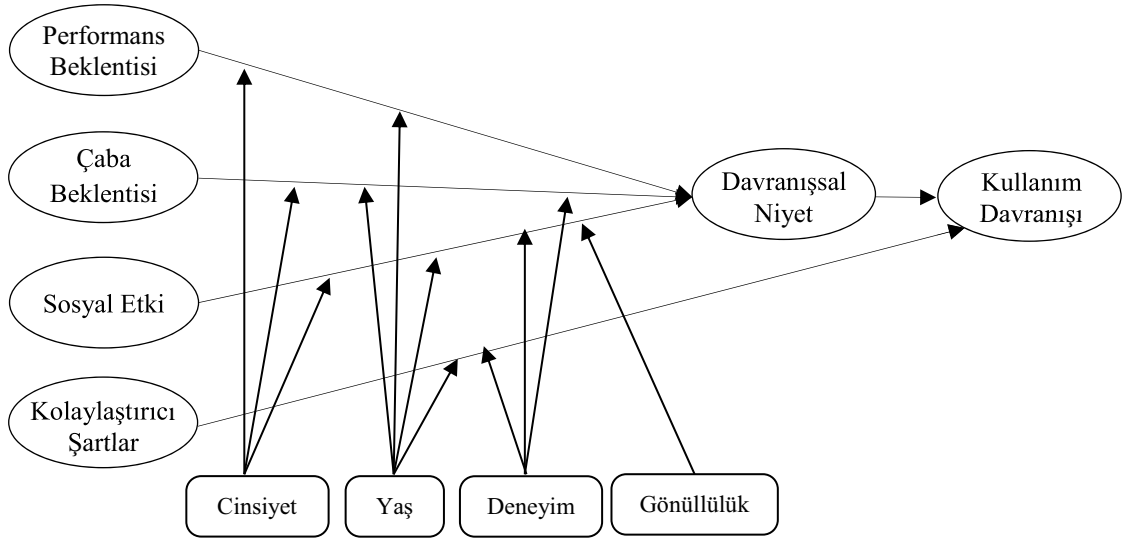 Performans
Beklentisi
Çaba
Beklentisi
Sosyal Etki
Kolaylaştırıcı
Şartlar
Davranışsal
Niyet
Kullanım
Davranışı
Cinsiyet
Yaş
Deneyim
Gönüllülük